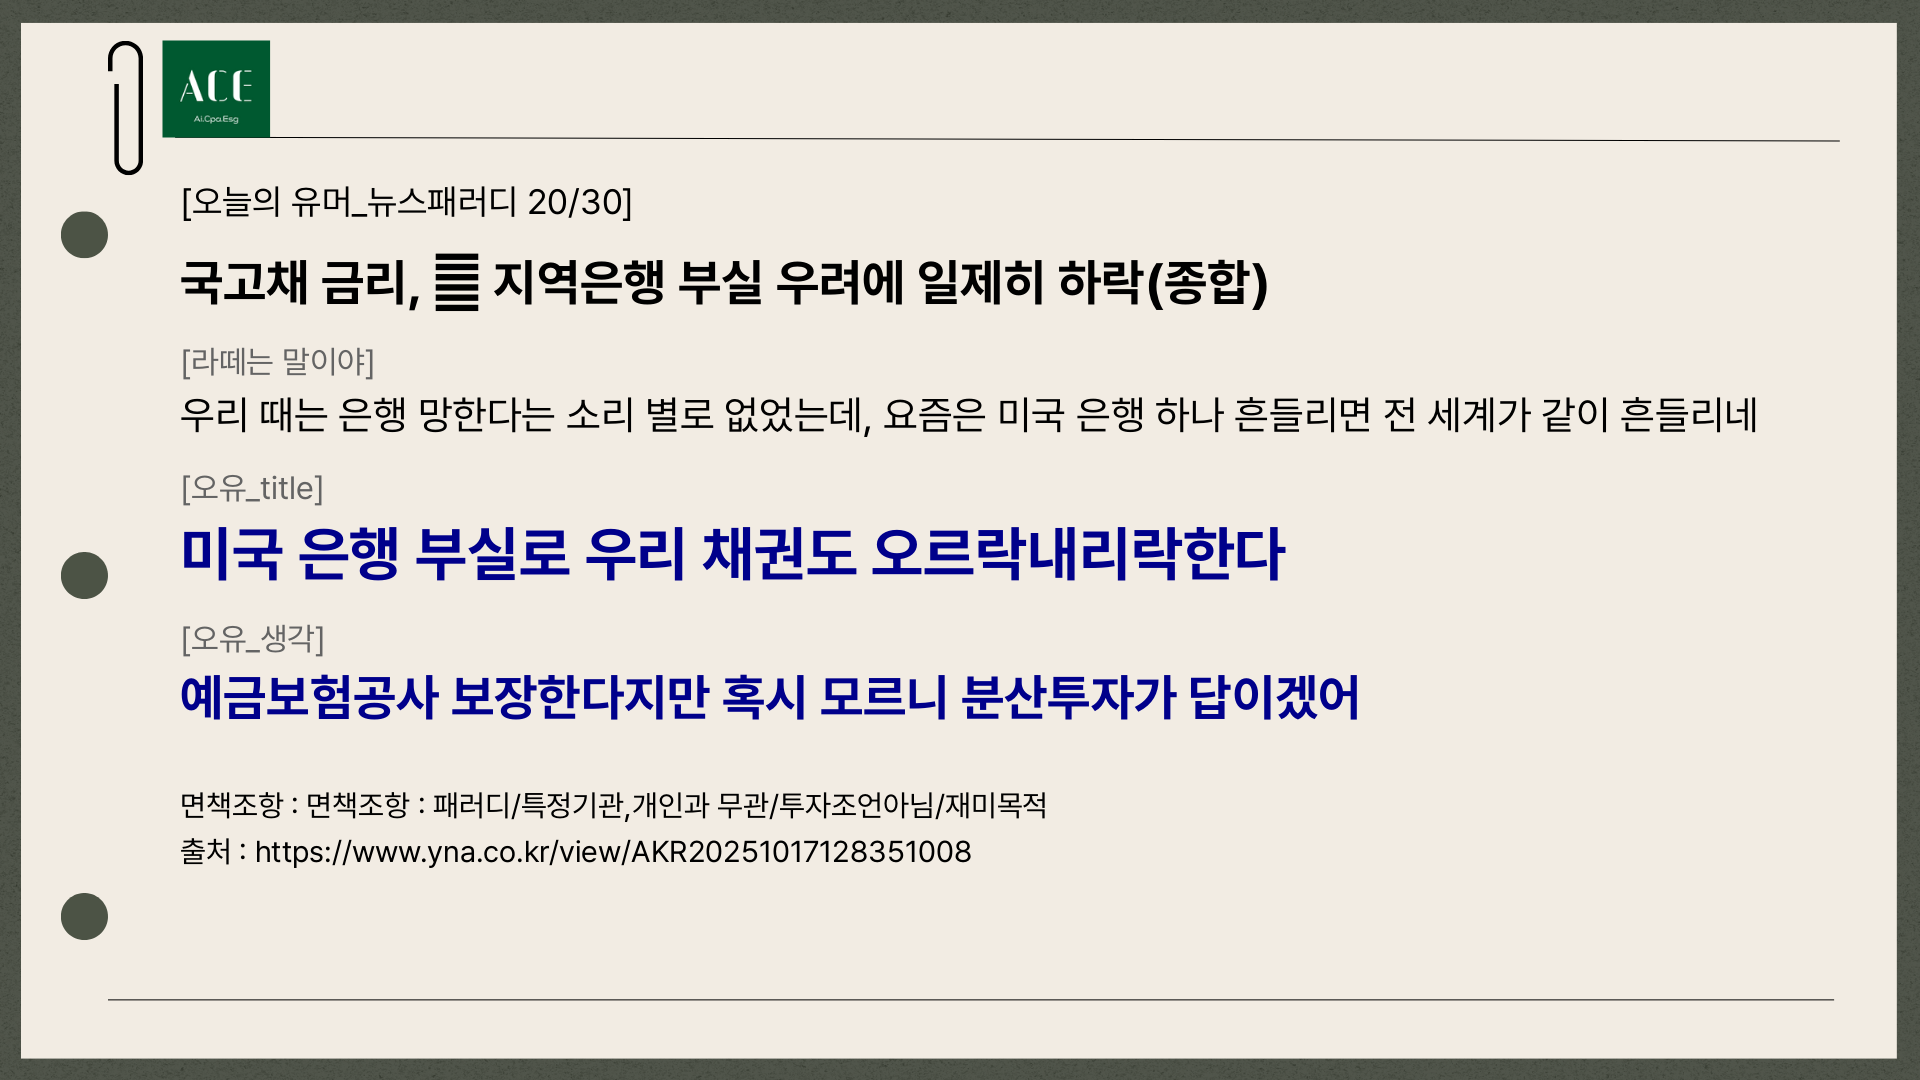 ACE
Ai.Cpa.Esg
[오늘의 유머_뉴스패러디 20/30]
국고채 금리, 지역은행 부실 우려에 일제히 하락(종합)
[라떼는 말이야]
우리 때는 은행 망한다는 소리 별로 없었는데, 요즘은 미국 은행 하나 흔들리면 전 세계가 같이 흔들리네
[오유_title]
미국 은행 부실로 우리 채권도 오르락내리락한다
[오유_생각]
예금보험공사 보장한다지만 혹시 모르니 분산투자가 답이겠어
면책조항 : 면책조항 : 패러디/특정기관,개인과 무관/투자조언아님/재미목적
출처 : https://www.yna.co.kr/view/AKR20251017128351008